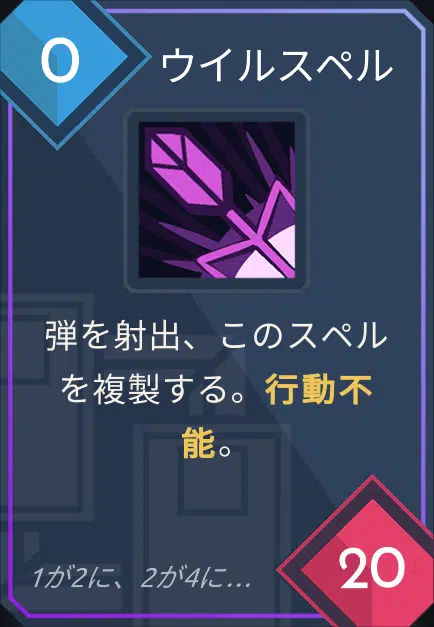 0
ウイルスペル
弾を射出、このスペル
を複製する。行動不
能。
1が2に、2が4に...
20